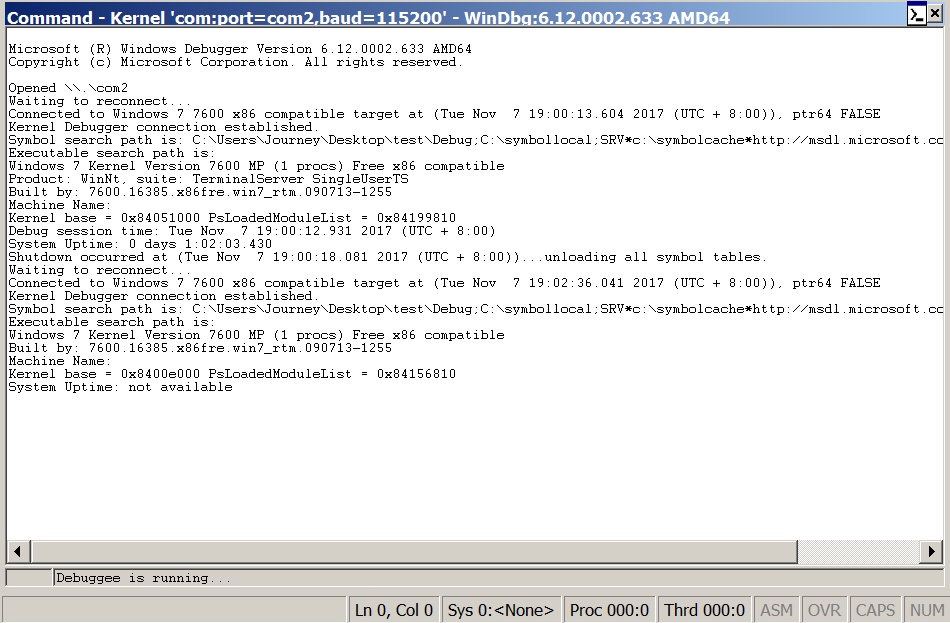 Command - Kernel 'com:port=com2,baud=115200' - WinDbg:6.12.0002.633 AMD64
Microsoft (R) Windows Debugger Version 6.12.0002.633 AMD64
Copyright (c) Microsoft Corporation. All rights reserved.
Opened \\.\com2
Waiting to reconnect...
Connected to Windows 7 7600 x86 compatible target at (Tue Nov  7 19:00:13.604 2017 (UTC + 8:00)), ptr64 FALSE
Kernel Debugger connection established.
Symbol search path is: C:\Users\Journey\Desktop\test\Debug;C:\symbollocal;SRV*c:\symbolcache*http://msdl.microsoft.cc
Executable search path is:
Windows 7 Kernel Version 7600 MP (1 procs) Free x86 compatible
Product: WinNt, suite: TerminalServer SingleUserTS
Built by: 7600.16385.x86fre.win7_rtm.090713-1255
Machine Name:
Kernel base = 0x84051000 PsLoadedModuleList = 0x84199810
Debug session time: Tue Nov  7 19:00:12.931 2017 (UTC + 8:00)
System Uptime: 0 days 1:02:03.430
Shutdown occurred at (Tue Nov  7 19:00:18.081 2017 (UTC + 8:00))...unloading all symbol tables.
Waiting to reconnect...
Connected to Windows 7 7600 x86 compatible target at (Tue Nov  7 19:02:36.041 2017 (UTC + 8:00)), ptr64 FALSE
Kernel Debugger connection established.
Symbol search path is: C:\Users\Journey\Desktop\test\Debug;C:\symbollocal;SRV*c:\symbolcache*http://msdl.microsoft.cc
Executable search path is:
Windows 7 Kernel Version 7600 MP (1 procs) Free x86 compatible
Built by: 7600.16385.x86fre.win7_rtm.090713-1255
Machine Name:
Kernel base = 0x8400e000 PsLoadedModuleList = 0x84156810
System Uptime: not available
Debuggee is running...
Ln 0, Col 0 Sys 0:<None> Proc 000:0 Thrd 000:0 ASM OVR CAPS NUM